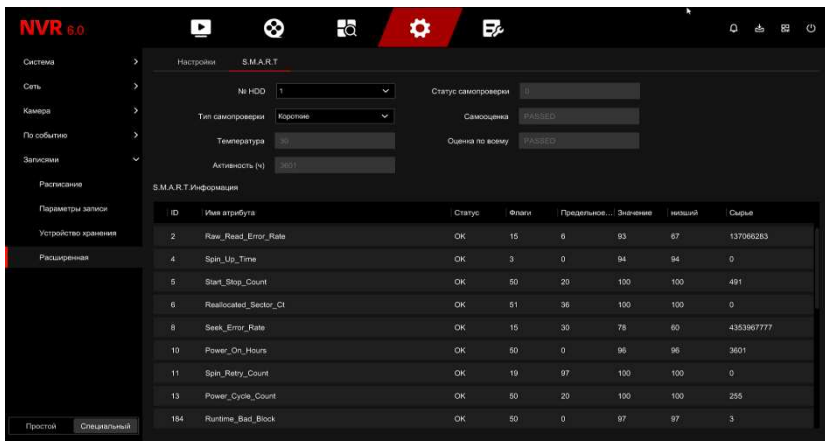 NVR 6.0
Система
Сеть
Камера
По событию
Записями
Расписание
Параметры записи
Устройство хранения
Расширенная
Простой Специальный
Настройки S.M.A.R.T
№ HDD 1 Статус самопроверки 0
Тип самопроверки Короткие Самооценка PASSED
Температура 30 Оценка по всему PASSED
Активность (ч) 3601
S.M.A.R.T.Информация
ID Имя атрибута Статус Флаги Предельное... Значение низший Сырье
2 Raw_Read_Error_Rate OK 15 6 93 67 137066283
4 Spin_Up_Time OK 3 0 94 94 0
5 Start_Stop_Count OK 50 20 100 100 491
6 Reallocated_Sector_Ct OK 51 36 100 100 0
8 Seek_Error_Rate OK 15 30 78 60 4353967777
10 Power_On_Hours OK 50 0 96 96 3601
11 Spin_Retry_Count OK 19 97 100 100 0
13 Power_Cycle_Count OK 50 20 100 100 255
184 Runtime_Bad_Block OK 50 0 97 97 3